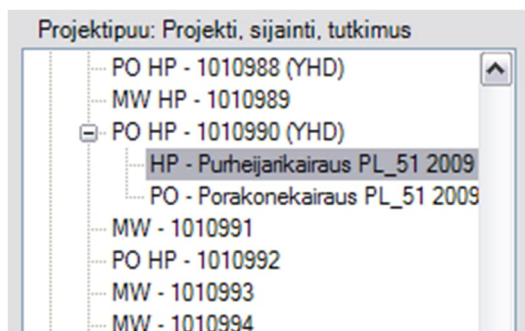 Projektipuu: Projekti, sijainti, tutkimus
PO HP - 1010988 (YHD)
MW HP - 1010989
PO HP - 1010990 (YHD)
HP - Purheijarikairaus PL_51 2009
PO - Porakonekairaus PL_51 2009
MW - 1010991
PO HP - 1010992
MW - 1010993
MW - 1010994